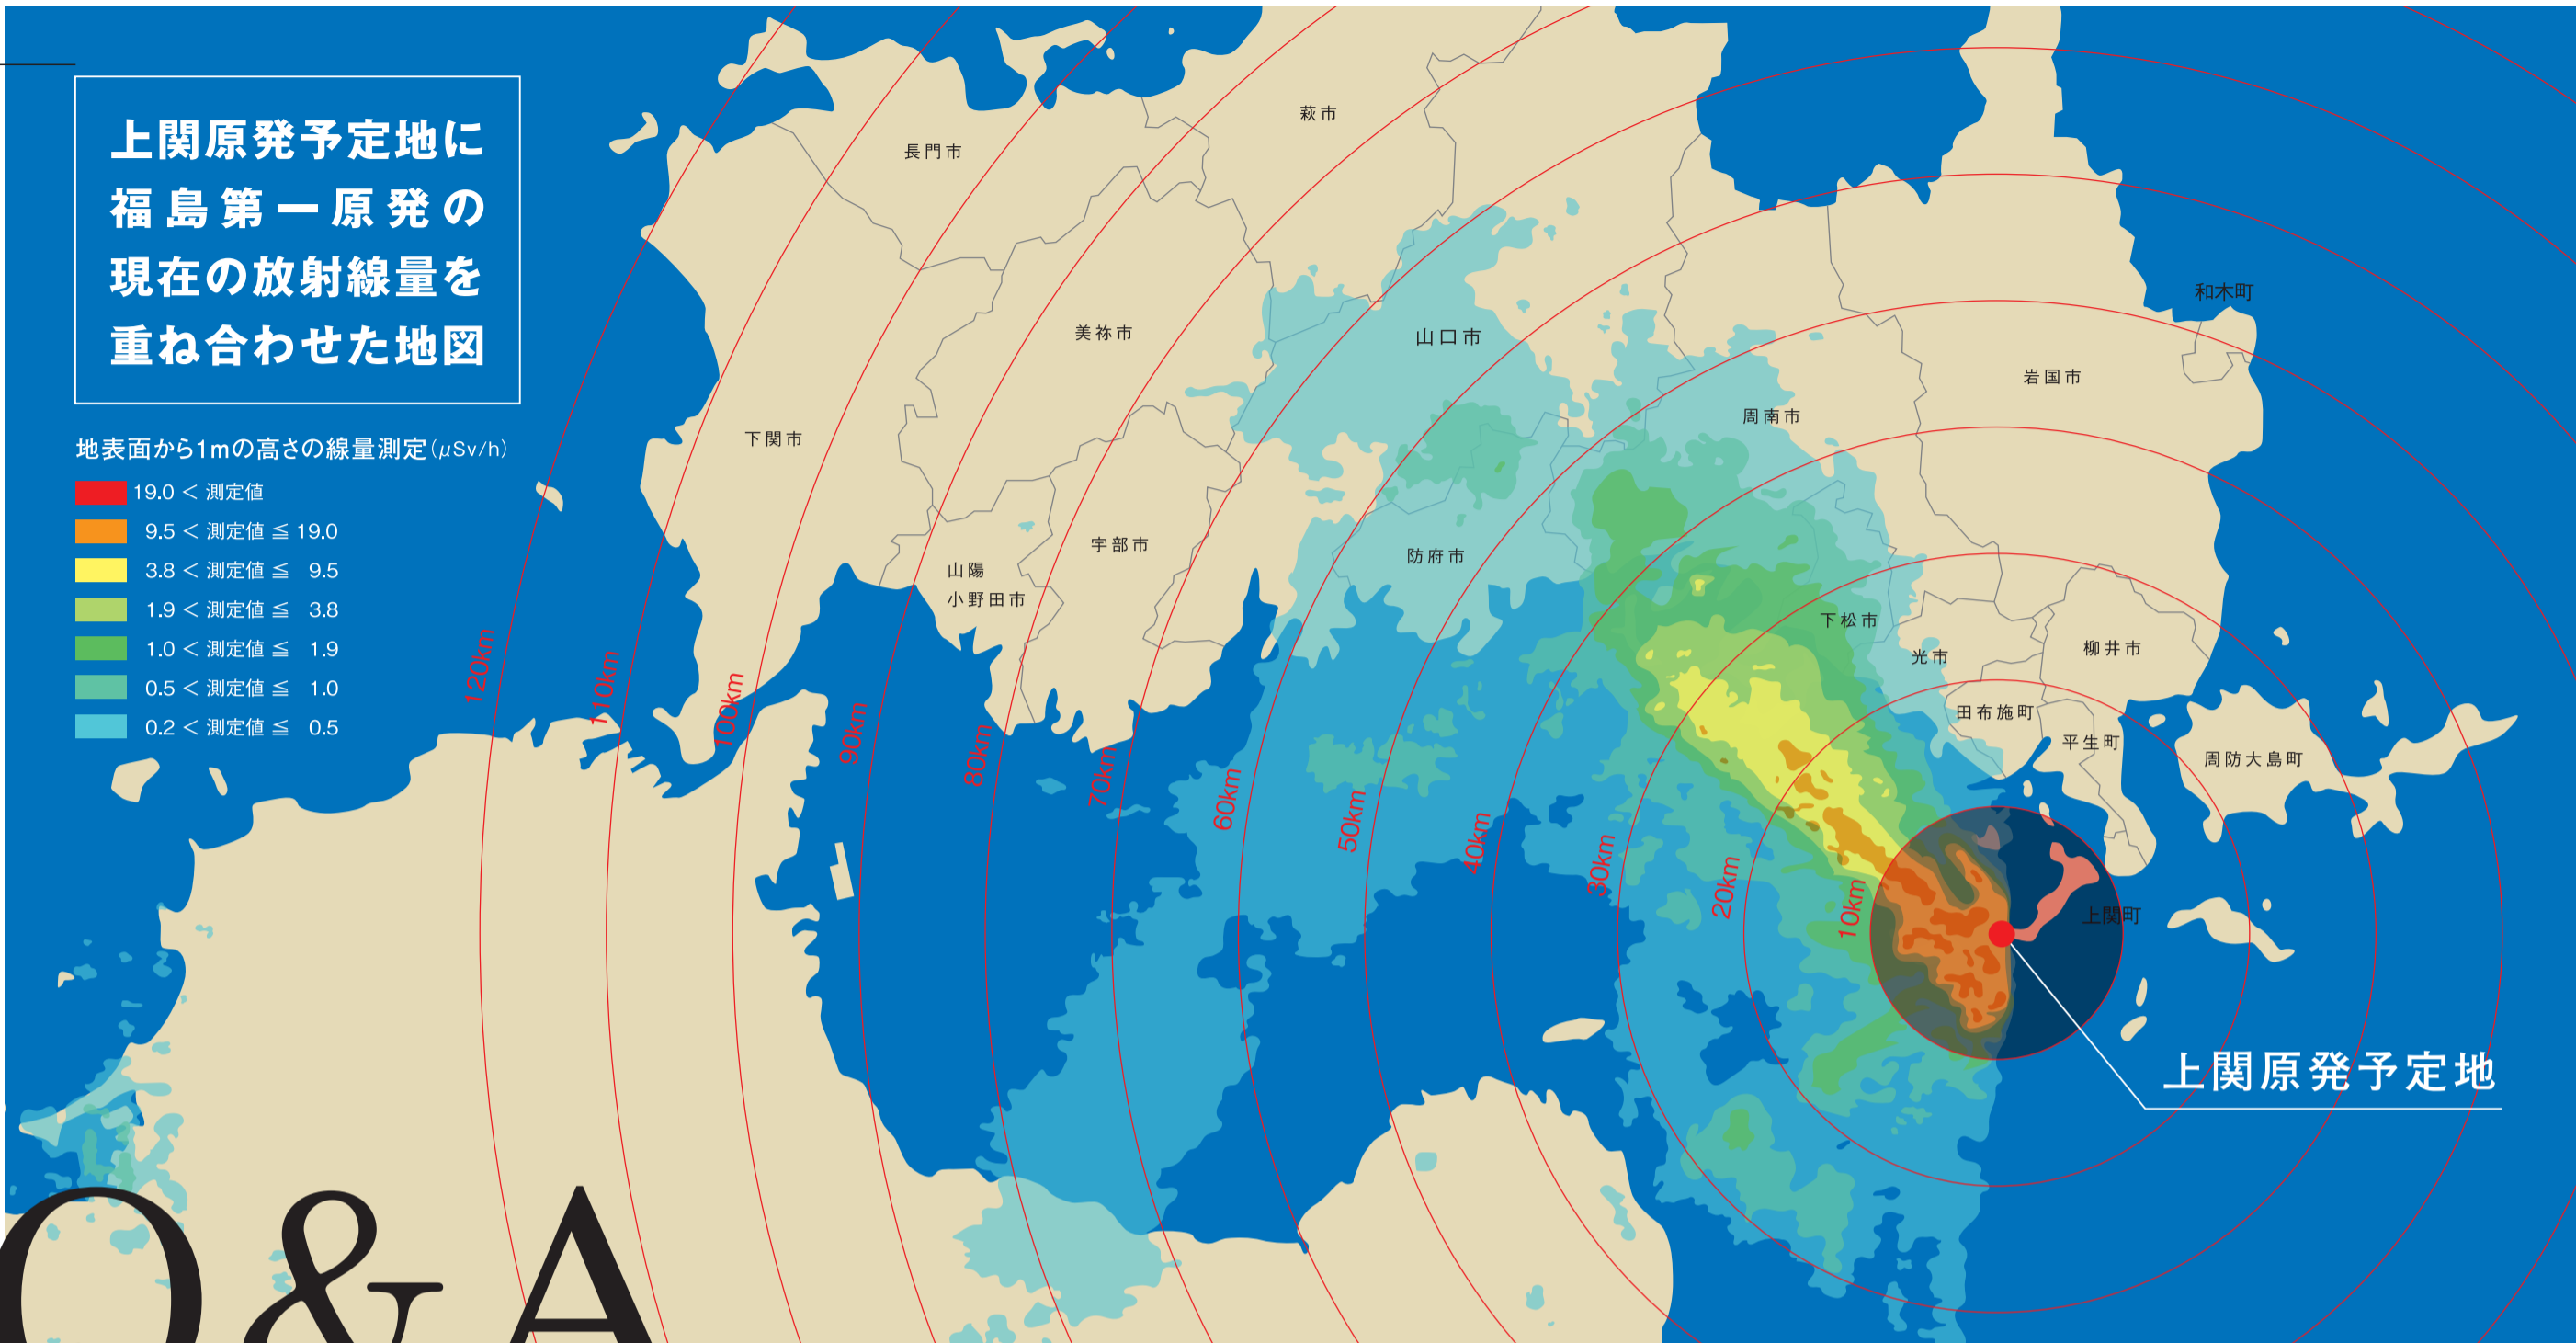 上関原発予定地に
福島第一原発の
現在の放射線量を
重ね合わせた地図
地表面から1mの高さの線量測定(μSv/h)
19.0 < 測定値
9.5 < 測定値 ≦ 19.0
3.8 < 測定値 ≦ 9.5
1.9 < 測定値 ≦ 3.8
1.0 < 測定値 ≦ 1.9
0.5 < 測定値 ≦ 1.0
0.2 < 測定値 ≦ 0.5
萩市
長門市
和木町
美祢市
山口市
岩国市
周南市
下関市
宇部市
防府市
山陽
小野田市
下松市
光市
柳井市
田布施町
平生町
周防大島町
上関町
120km
110km
100km
90km
80km
70km
60km
50km
40km
30km
20km
10km
上関原発予定地
Q&A